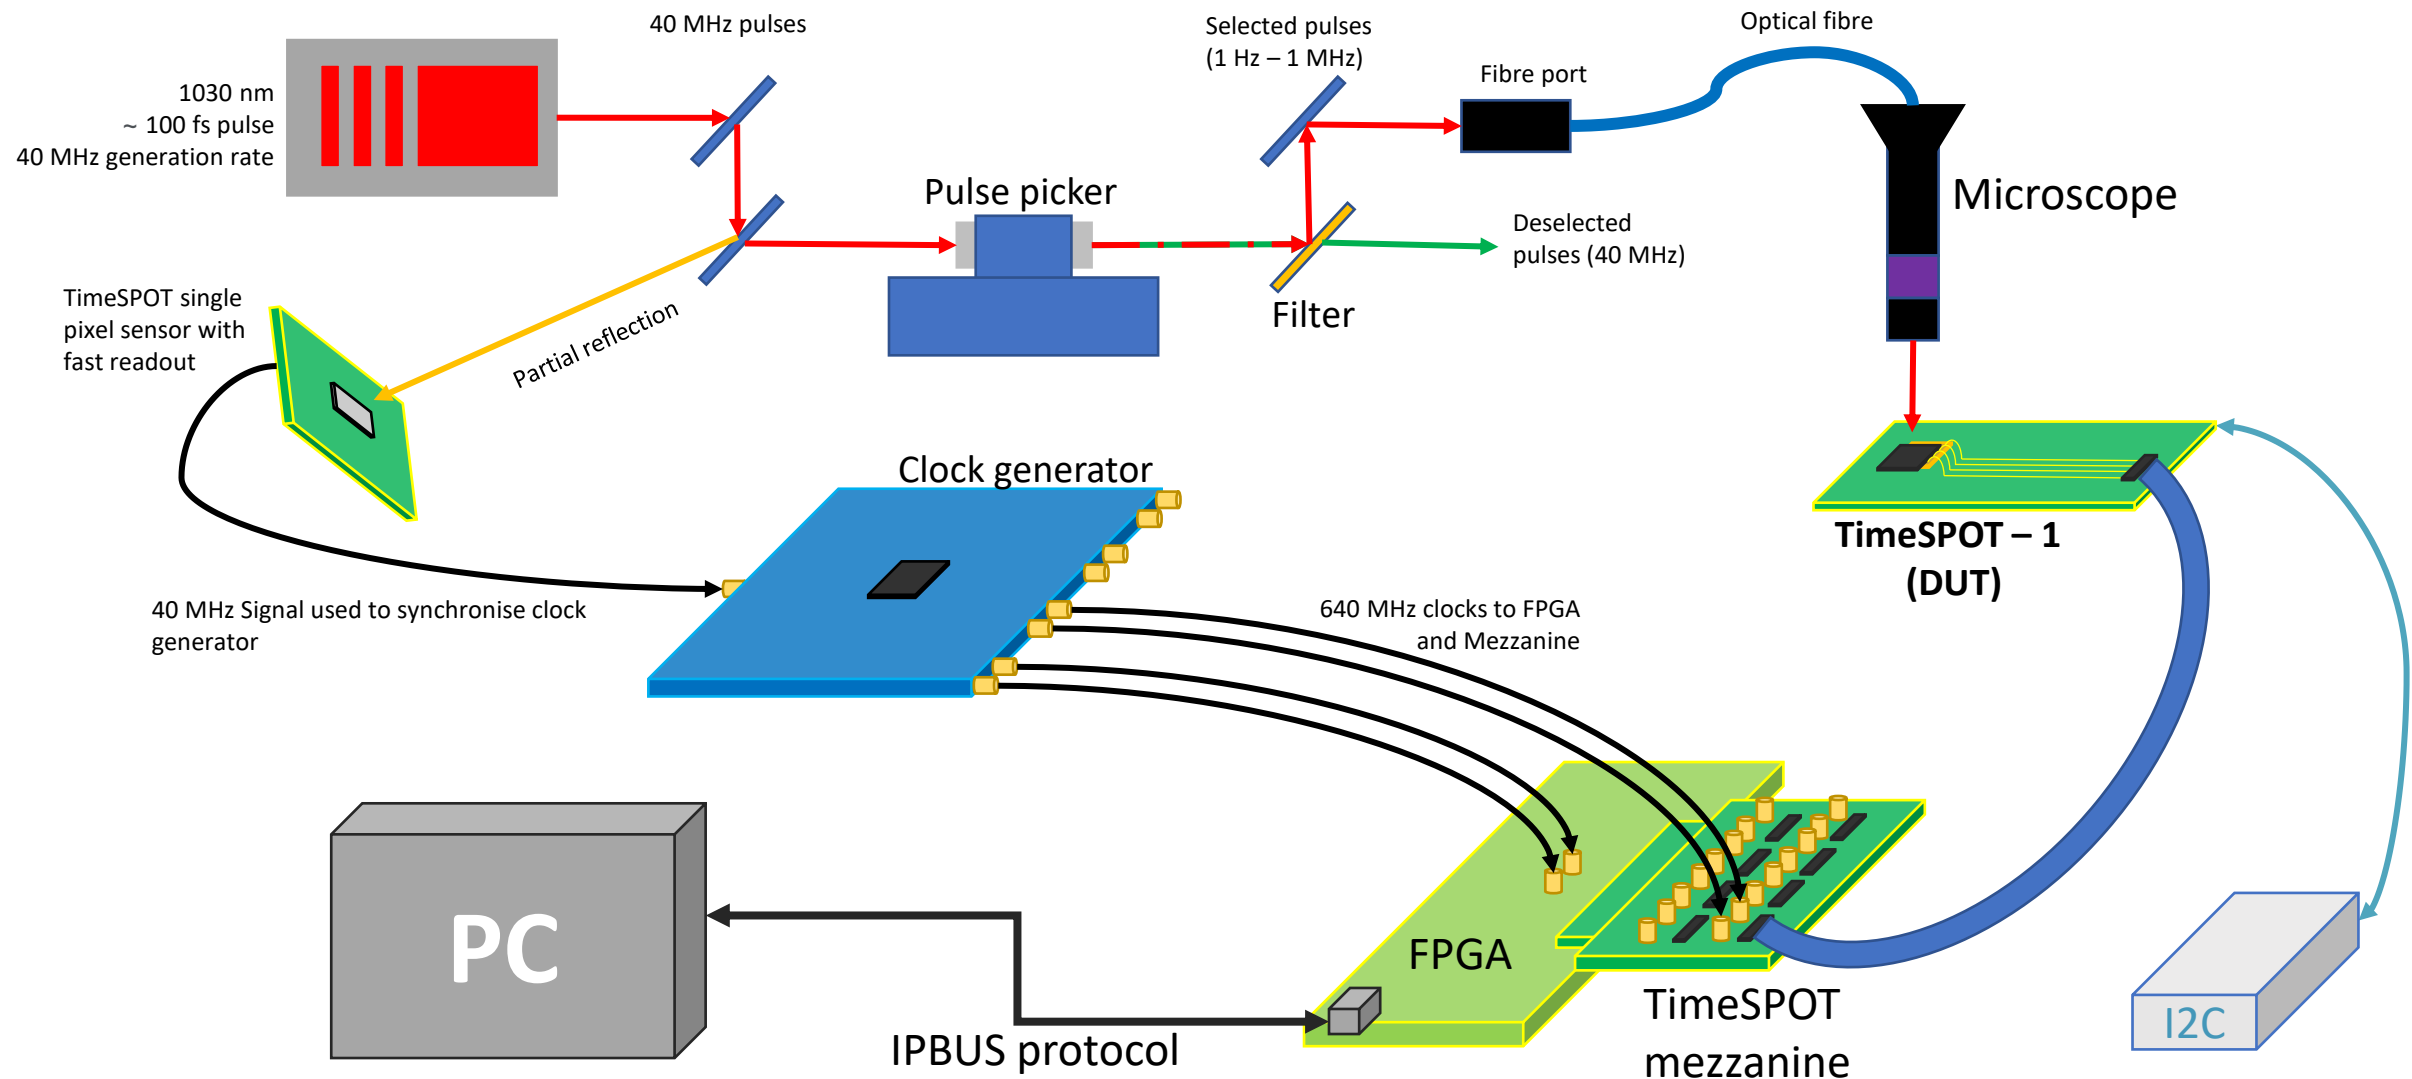 40 MHz pulses
1030 nm
~ 100 fs pulse
40 MHz generation rate
Selected pulses
(1 Hz – 1 MHz)
Optical fibre
Fibre port
Pulse picker
Microscope
Deselected
pulses (40 MHz)
Filter
TimeSPOT single
pixel sensor with
fast readout
Partial reflection
Clock generator
TimeSPOT – 1
(DUT)
40 MHz Signal used to synchronise clock
generator
640 MHz clocks to FPGA
and Mezzanine
PC
FPGA
IPBUS protocol
TimeSPOT
mezzanine
I2C